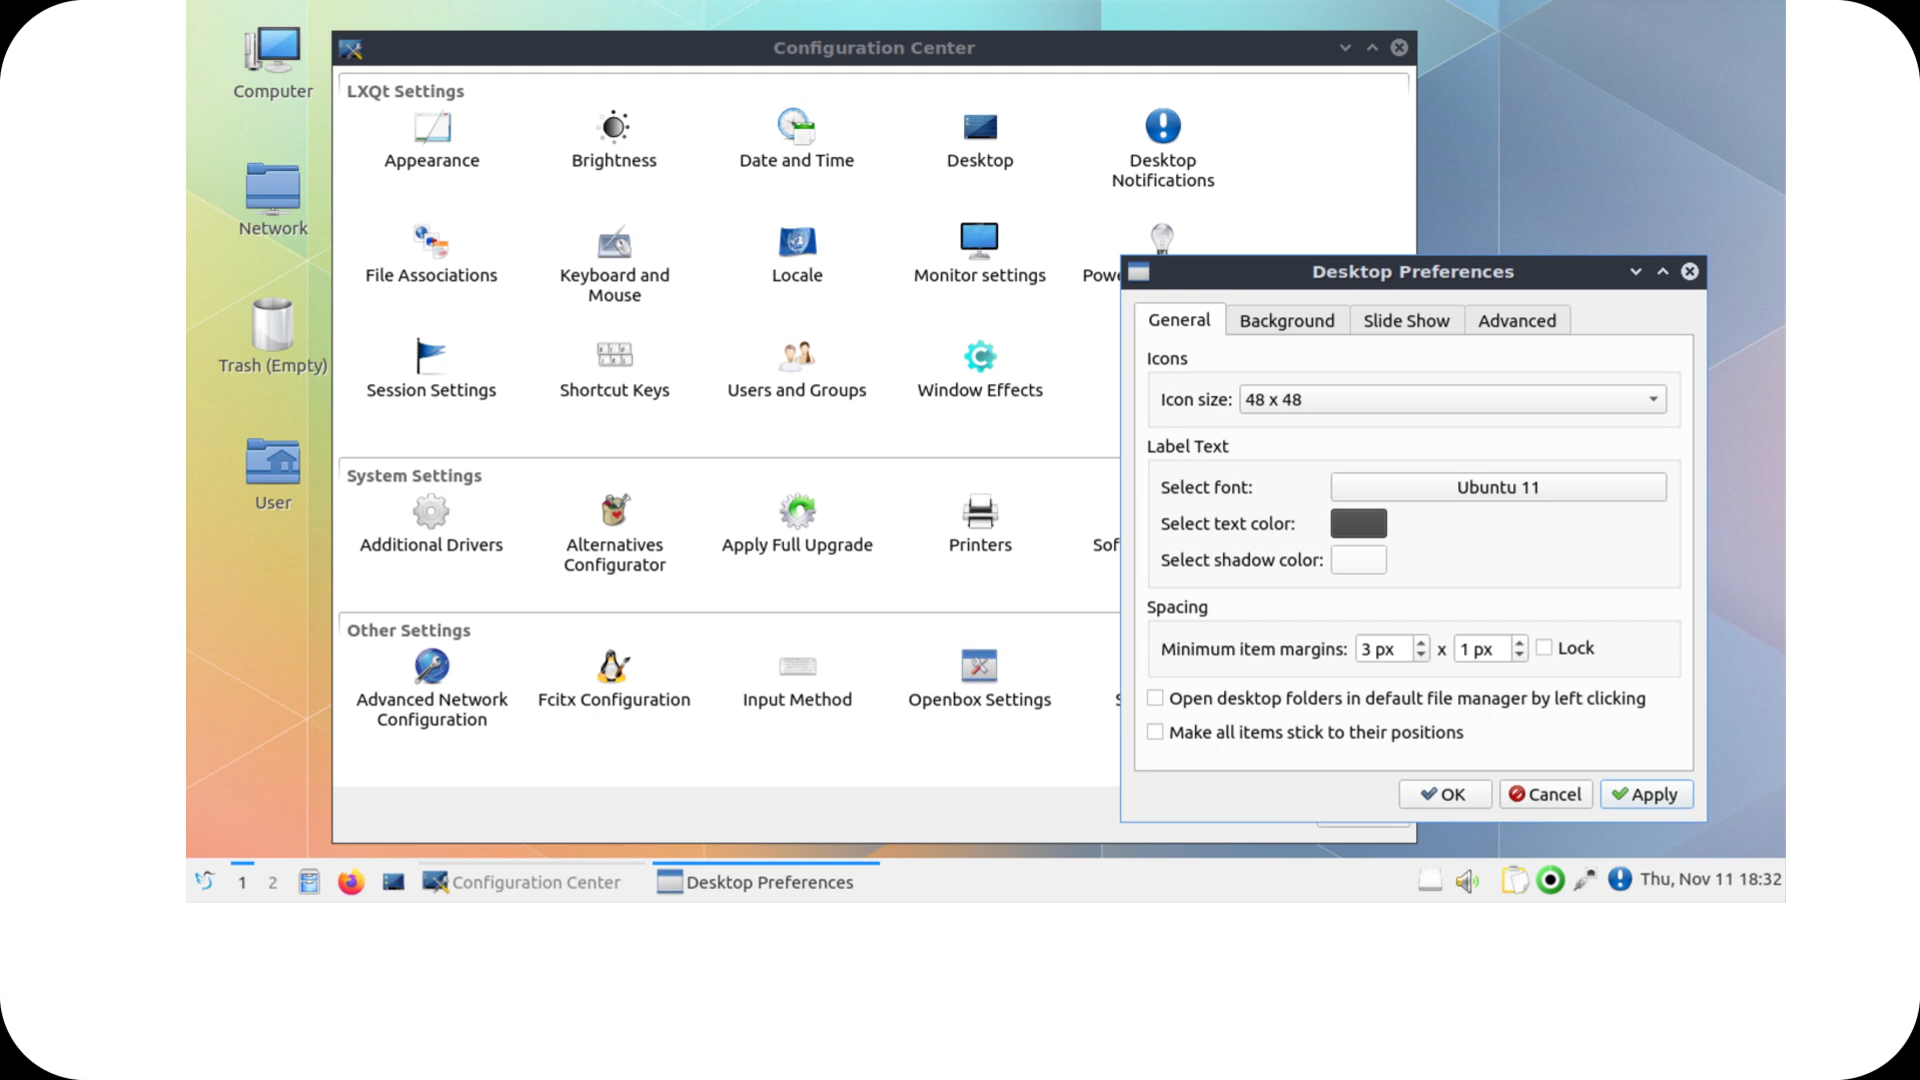 Computer
Network
Trash (Empty)
User
Configuration Center
LXQt Settings
Appearance
Brightness
Date and Time
Desktop
Desktop
Notifications
File Associations
Keyboard and
Mouse
Locale
Monitor settings
Session Settings
Shortcut Keys
Users and Groups
Window Effects
System Settings
Additional Drivers
Alternatives
Configurator
Apply Full Upgrade
Printers
Other Settings
Advanced Network
Configuration
Fcitx Configuration
Input Method
Openbox Settings
Desktop Preferences
General
Background
Slide Show
Advanced
Icons
Icon size: 48 x 48
Label Text
Select font: Ubuntu 11
Select text color:
Select shadow color:
Spacing
Minimum item margins: 3 px x 1 px Lock
Open desktop folders in default file manager by left clicking
Make all items stick to their positions
OK
Cancel
Apply
1
2
Configuration Center
Desktop Preferences
Thu, Nov 11 18:32